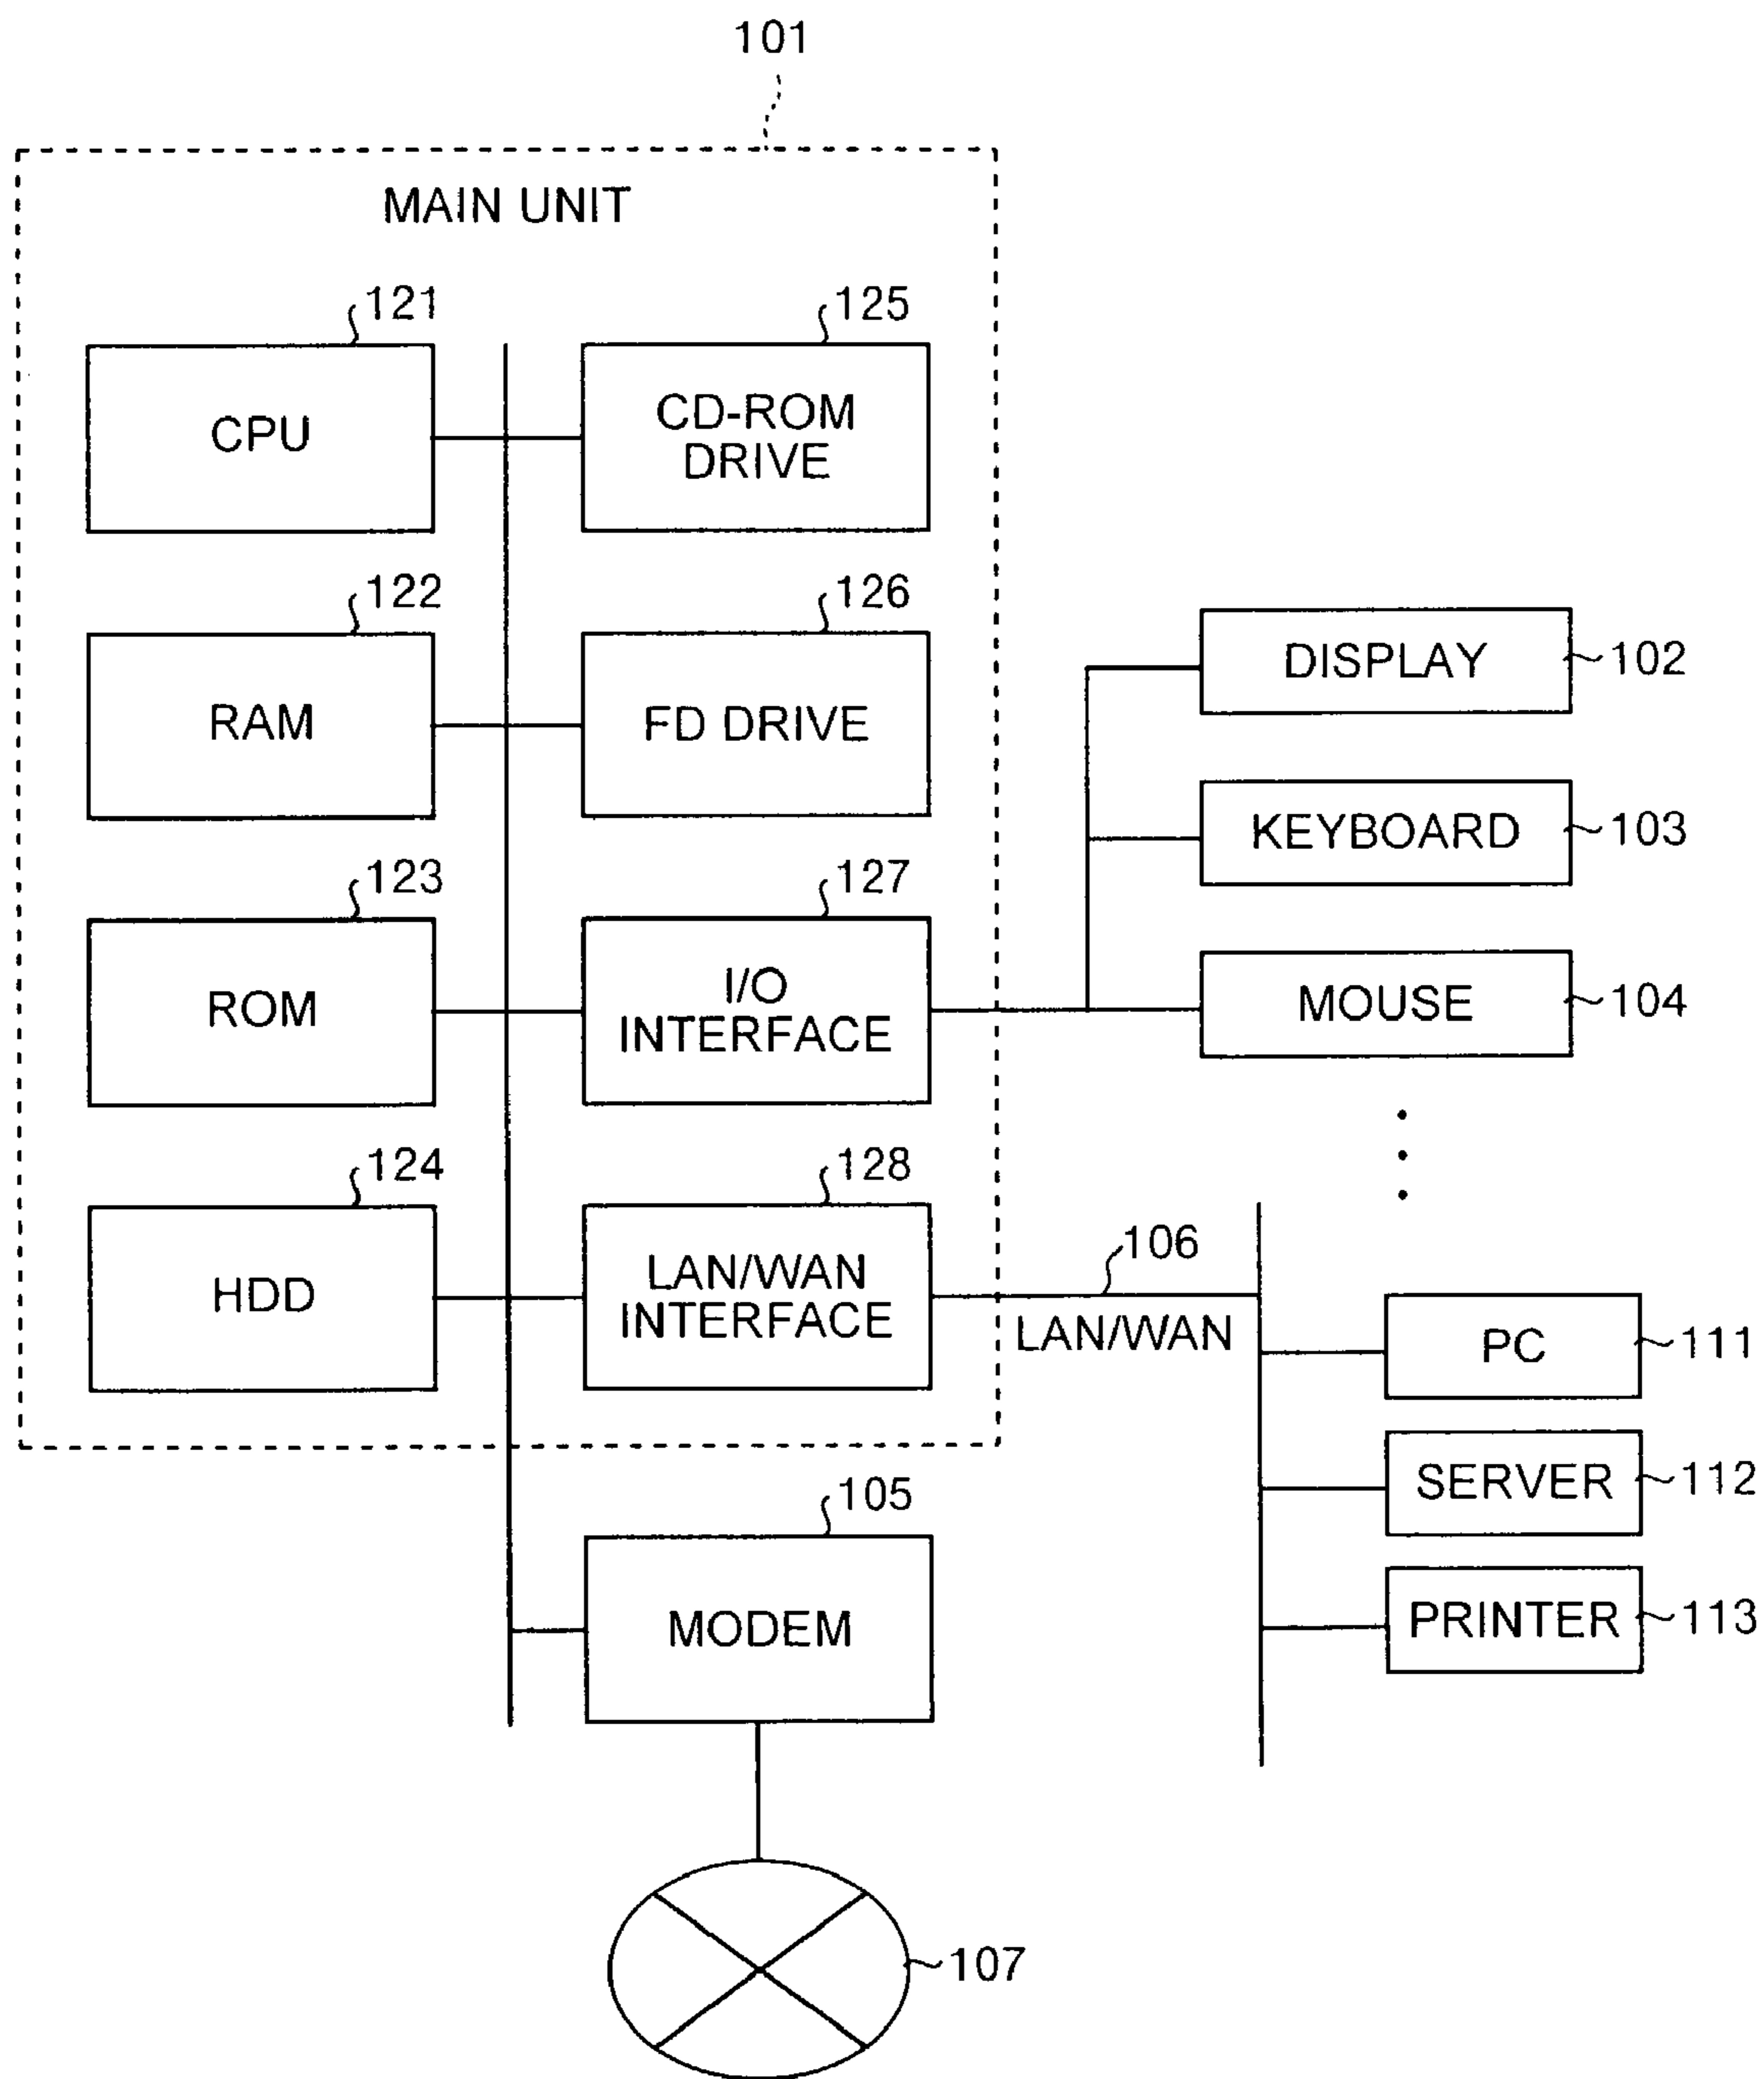 101
MAIN UNIT
121
CPU
125
CD-ROM
DRIVE
122
RAM
126
FD DRIVE
DISPLAY
102
KEYBOARD
103
123
ROM
127
I/O
INTERFACE
MOUSE
104
124
HDD
128
LAN/WAN
INTERFACE
106
LAN/WAN
PC
111
SERVER
112
105
MODEM
PRINTER
113
107